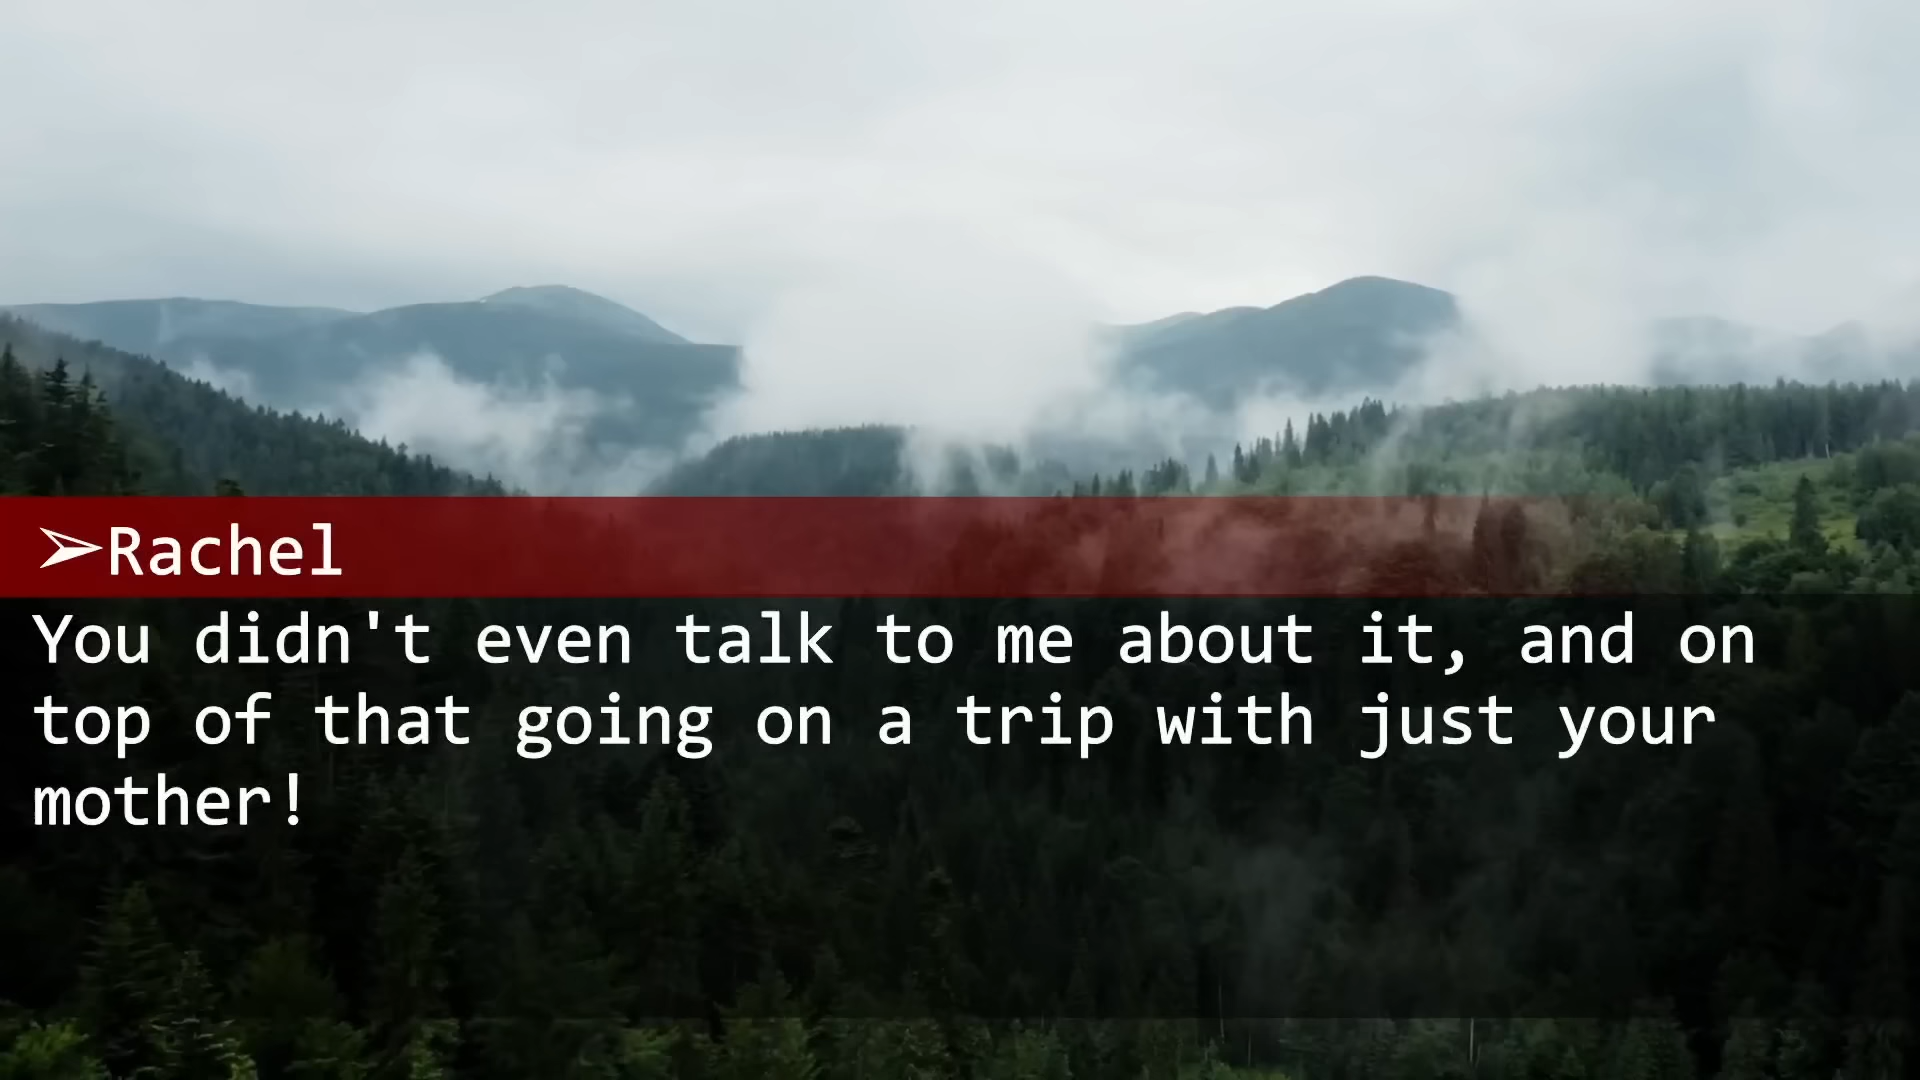 ➢Rachel
You didn't even talk to me about it, and on
top of that going on a trip with just your
mother!